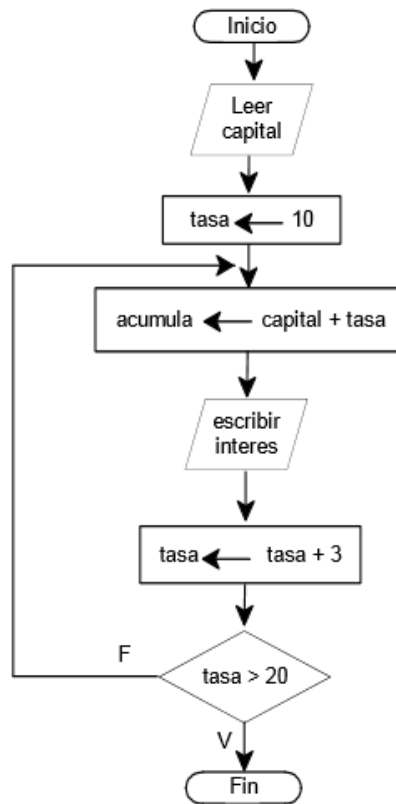 Inicio
Leer
capital
tasa 10
acumula capital + tasa
escribir
interes
tasa tasa + 3
F
tasa > 20
V
Fin